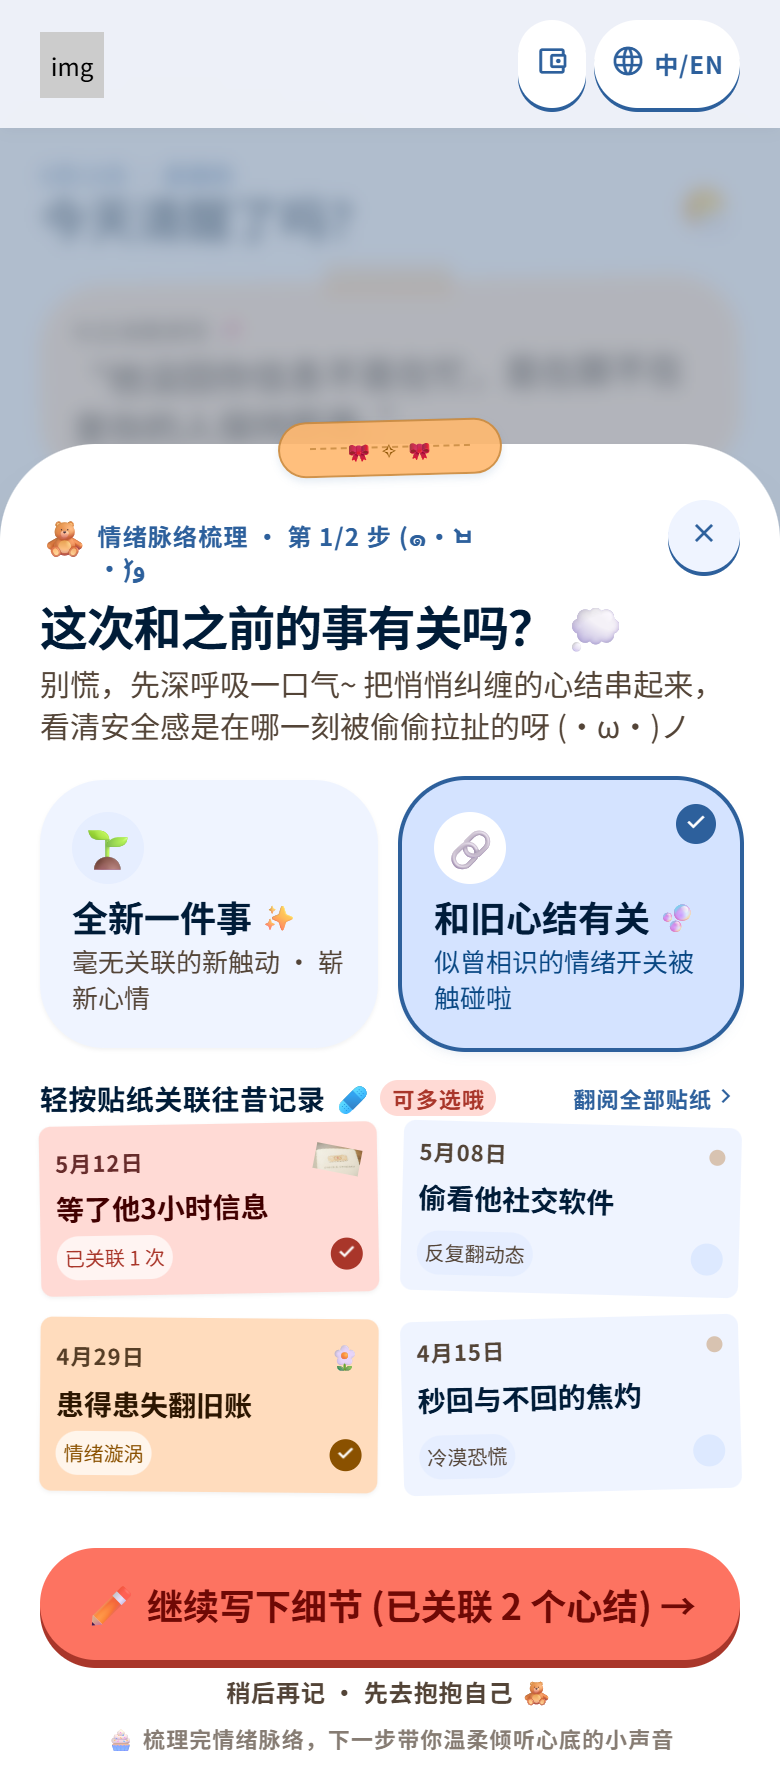 img
中/EN
今天清醒了吗?
情绪脉络梳理 · 第 1/2 步 (๑•̀ㅂ
•́)و
这次和之前的事有关吗? 💭
别慌，先深呼吸一口气~ 把悄悄纠缠的心结串起来，
看清安全感是在哪一刻被偷偷拉扯的呀 (・ω・)ノ
全新一件事 ✨
毫无关联的新触动 · 崭
新心情
和旧心结有关 🫧
似曾相识的情绪开关被
触碰啦
轻按贴纸关联往昔记录 🩹 可多选哦 翻阅全部贴纸
5月12日
等了他3小时信息
已关联 1 次
5月08日
偷看他社交软件
反复翻动态
4月29日
患得患失翻旧账
情绪漩涡
4月15日
秒回与不回的焦灼
冷漠恐慌
继续写下细节 (已关联 2 个心结) →
稍后再记 · 先去抱抱自己 🧸
🧁 梳理完情绪脉络，下一步带你温柔倾听心底的小声音